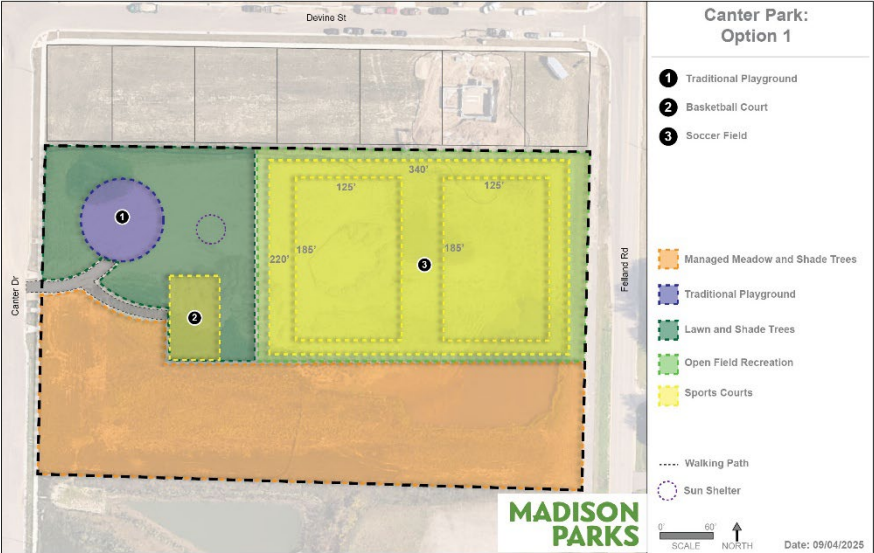 Devine St
Canter Park:
Option 1
1 Traditional Playground
2 Basketball Court
3 Soccer Field
340'
125'
125'
1
185'
185'
220'
3
Canter Dr
Felland Rd
2
Managed Meadow and Shade Trees
Traditional Playground
Lawn and Shade Trees
Open Field Recreation
Sports Courts
Walking Path
Sun Shelter
MADISON
PARKS
0' 60'
SCALE NORTH
Date: 09/04/2025